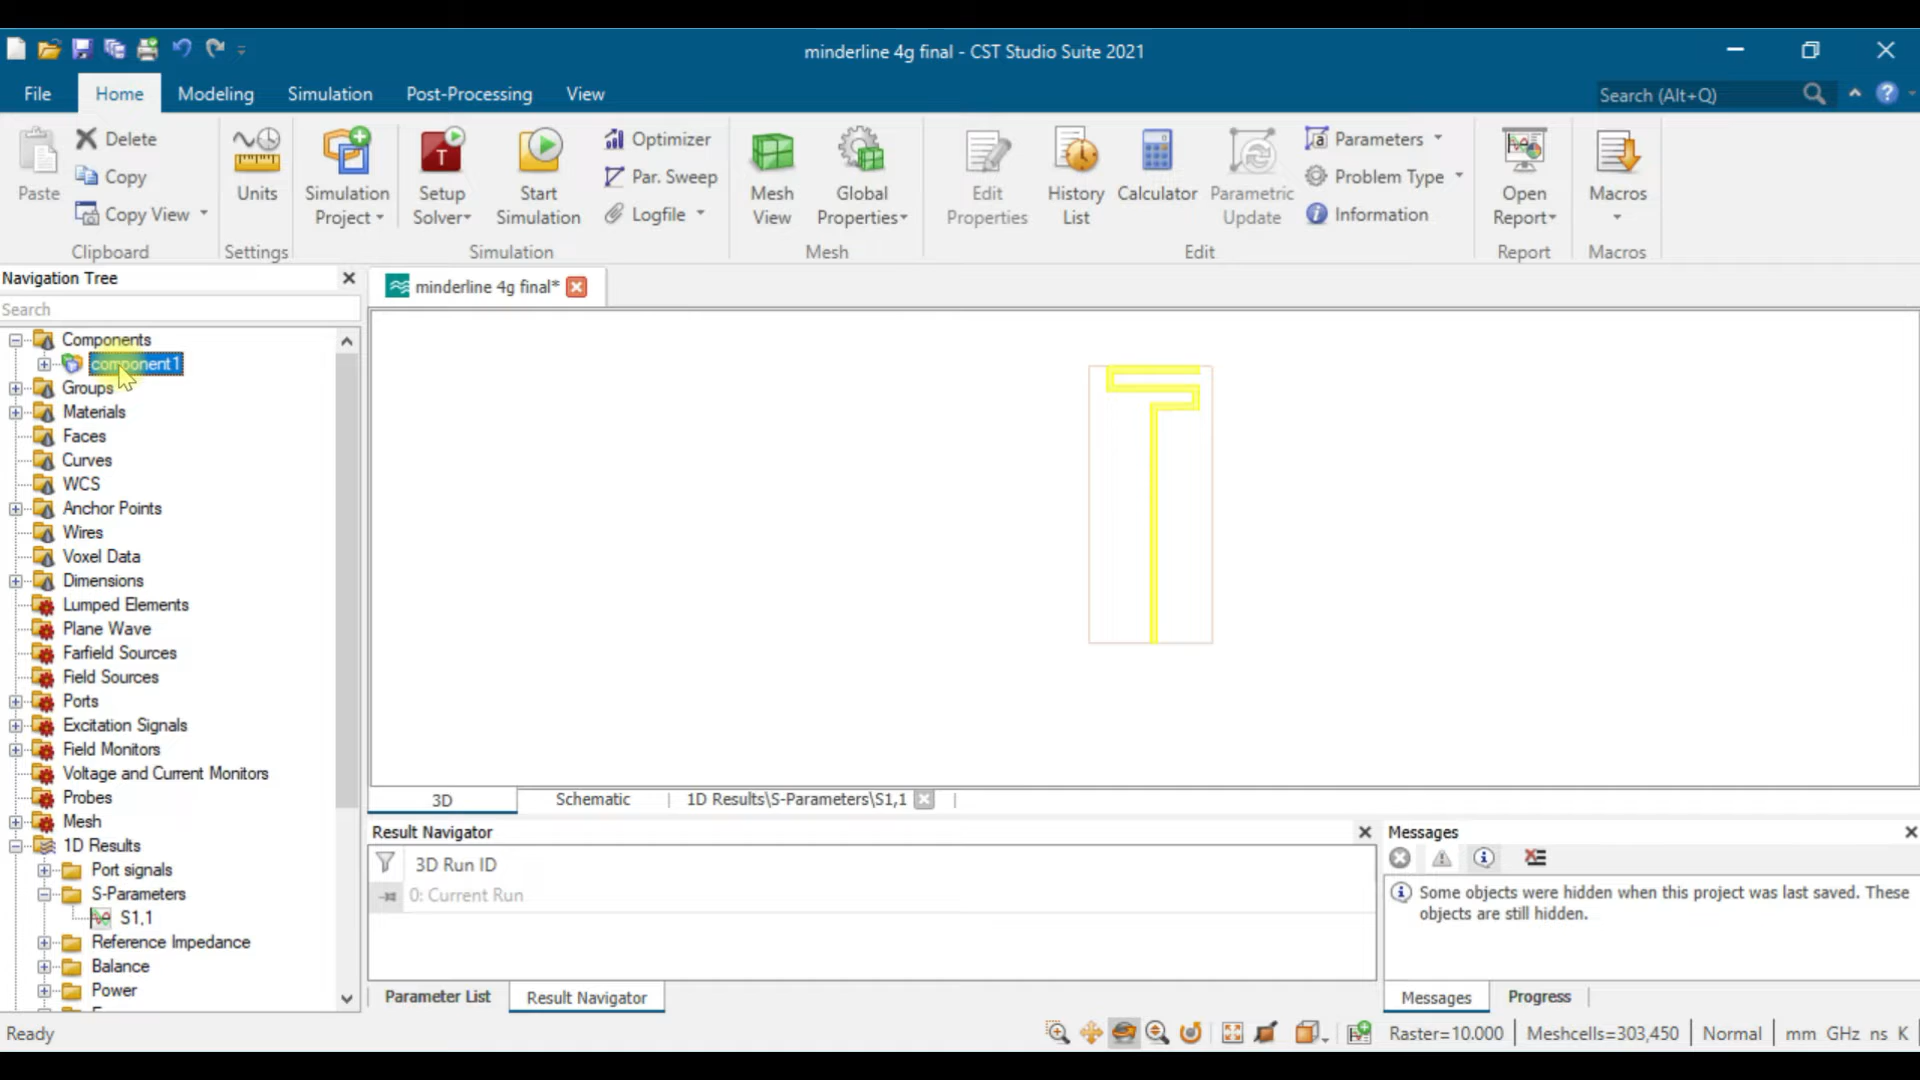 minderline 4g final - CST Studio Suite 2021
File Home Modeling Simulation Post-Processing View Search (Alt+Q)
Paste
Delete
Copy
Copy View
Clipboard
Units
Settings
Simulation Project
Setup Solver
Start Simulation
Optimizer
Par. Sweep
Logfile
Simulation
Mesh View
Global Properties
Mesh
Edit Properties
History List
Calculator
Parametric Update
Parameters
Problem Type
Information
Edit
Open Report
Report
Macros
Macros
Navigation Tree
Search
Components
component1
Groups
Materials
Faces
Curves
WCS
Anchor Points
Wires
Voxel Data
Dimensions
Lumped Elements
Plane Wave
Farfield Sources
Field Sources
Ports
Excitation Signals
Field Monitors
Voltage and Current Monitors
Probes
Mesh
1D Results
Port signals
S-Parameters
S1,1
Reference Impedance
Balance
Power
minderline 4g final*
3D Schematic 1D Results\S-Parameters\S1,1
Result Navigator
3D Run ID
0: Current Run
Parameter List Result Navigator
Messages
Some objects were hidden when this project was last saved. These
objects are still hidden.
Messages Progress
Ready
Raster=10.000 Meshcells=303,450 Normal mm GHz ns K